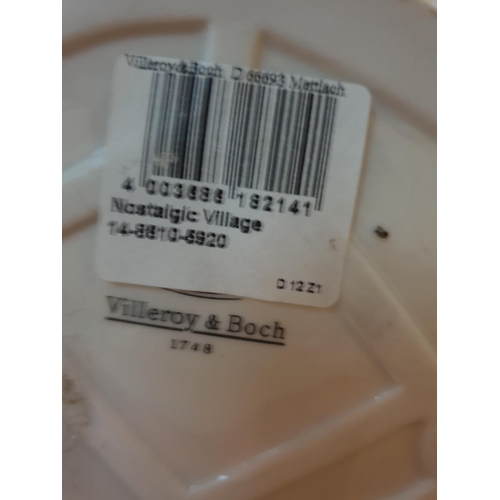 Villeroy&Boch, D 66693 Mettlach
4 003686 182141
Nostalgic Village
14-8610-5920
D 12 Z1
Villeroy & Boch
1748